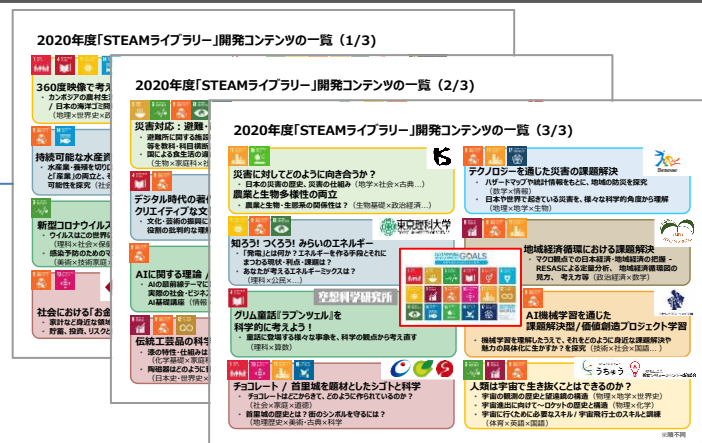 2020年度「STEAMライブラリー」開発コンテンツの一覧（1/3）
360度映像で考え
・ カンボジアの農村生
/ 日本の海洋ゴミ問
（地理×世界史×政
持続可能な水産資
・ 水産業・養殖を切り口
と「産業」の両立と、そ
可能性を探究（社会
新型コロナウイルス
・ ウイルスはこの世界に
（理科×社会×保健
・ 感染予防のためのマ
（美術×技術家庭
社会における「お金
・ 家計など身近な領域
・ 貯蓄、投資、リスクと
2020年度「STEAMライブラリー」開発コンテンツの一覧（2/3）
災害対応：避難・
・ 避難所に関する施設
等を教科・科目横断
・ 国による食生活の違
（生物×家庭科×社
デジタル時代の著作
クリエイティブな文
・ 文化・技術の振興に
役割の批判的な理解
AIに関する理論 /
・ AIの最前線テーマに
実際の社会・ビジネス
・ AI基礎講座（情報
伝統工芸品の科学
・ 漆の特性・仕組みは
（化学基礎×家庭科
・ 陶磁器はどのように
（日本史・世界史×
2020年度「STEAMライブラリー」開発コンテンツの一覧（3/3）
災害に対してどのように向き合うか？
・ 日本の災害の歴史、災害の仕組み（地学×社会×古典…）
農業と生物多様性の両立
・ 農業と生物・生態系の関係性は？（生物基礎×政治経済…）
Benesse
テクノロジーを通じた災害の課題解決
・ ハザードマップや統計情報をもとに、地域の防災を探究
（数学×情報）
・ 日本や世界で起きている災害を、様々な科学的角度から理解
（地理×地学×生物）
東京理科大学
知ろう！つくろう！みらいのエネルギー
・ 「発電」とは何か？エネルギーを作る手段とそれに
まつわる現状・利点・課題は？
・ あなたが考えるエネルギーミックスは？
（理科×公民…）
GOALS
地域経済循環における課題解決
・ マクロ観点での日本経済・地域経済の把握 -
RESASによる定量分析、 地域経済循環図の
見方、 考え方等（政治経済×数学）
空想科学研究所
グリム童話『ラプンツェル』を
科学的に考えよう！
・ 童話に登場する様々な事象を、科学の観点から考え直す
（理科×算数）
AI機械学習を通じた
課題解決型/価値創造プロジェクト学習
・ 機械学習を理解したうえで、それをどのように身近な課題解決や
魅力の具体化に生かすか？を探究（技術×社会×国語… ）
チョコレート / 首里城を題材としたシゴトと科学
・ チョコレートはどこからきて、どのように作られているのか？
（社会×家庭×道徳）
・ 首里城の歴史は？街のシンボルを守るには？
（地理歴史×美術・古典×科学
うちゅう
人類は宇宙で生き抜くことはできるのか？
・ 宇宙の観測の歴史と望遠鏡の構造（物理×地学×世界史）
・ 宇宙進出に向けて〜ロケットの歴史と構造（物理×化学）
・ 宇宙に行くために必要なスキル/ 宇宙飛行士のスキルと訓練
（体育×英語×国語）
※順不同